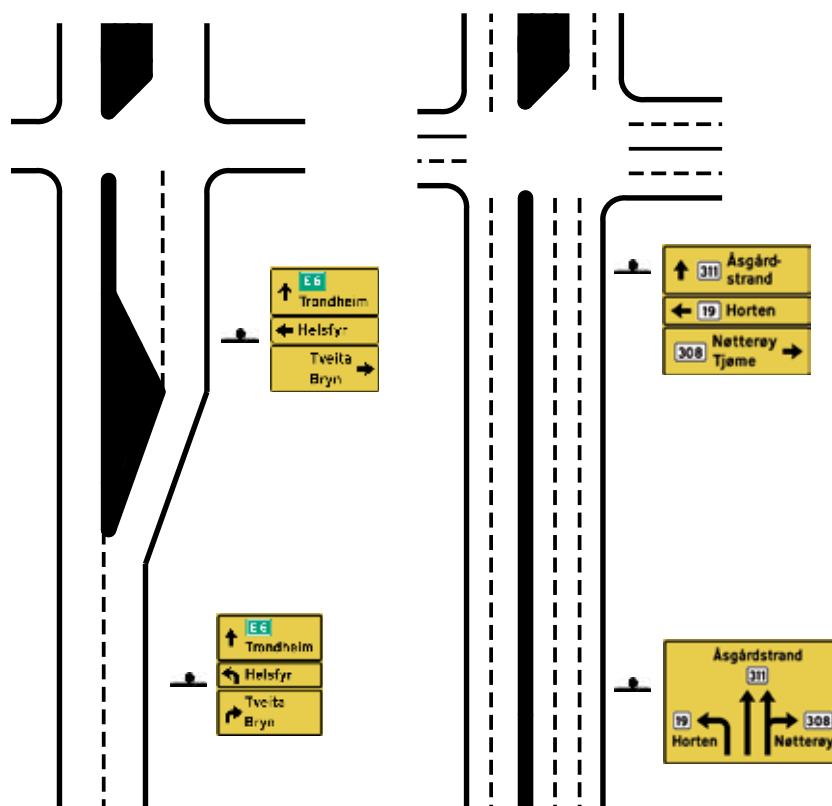 E6
Trondheim
Helsfyr
Tveita
Bryn
E6
Trondheim
Helsfyr
Tveita
Bryn
311 Åsgård-
strand
19 Horten
308 Nøtterøy
Tjøme
Åsgårdstrand
311
19 308
Horten Nøtterøy